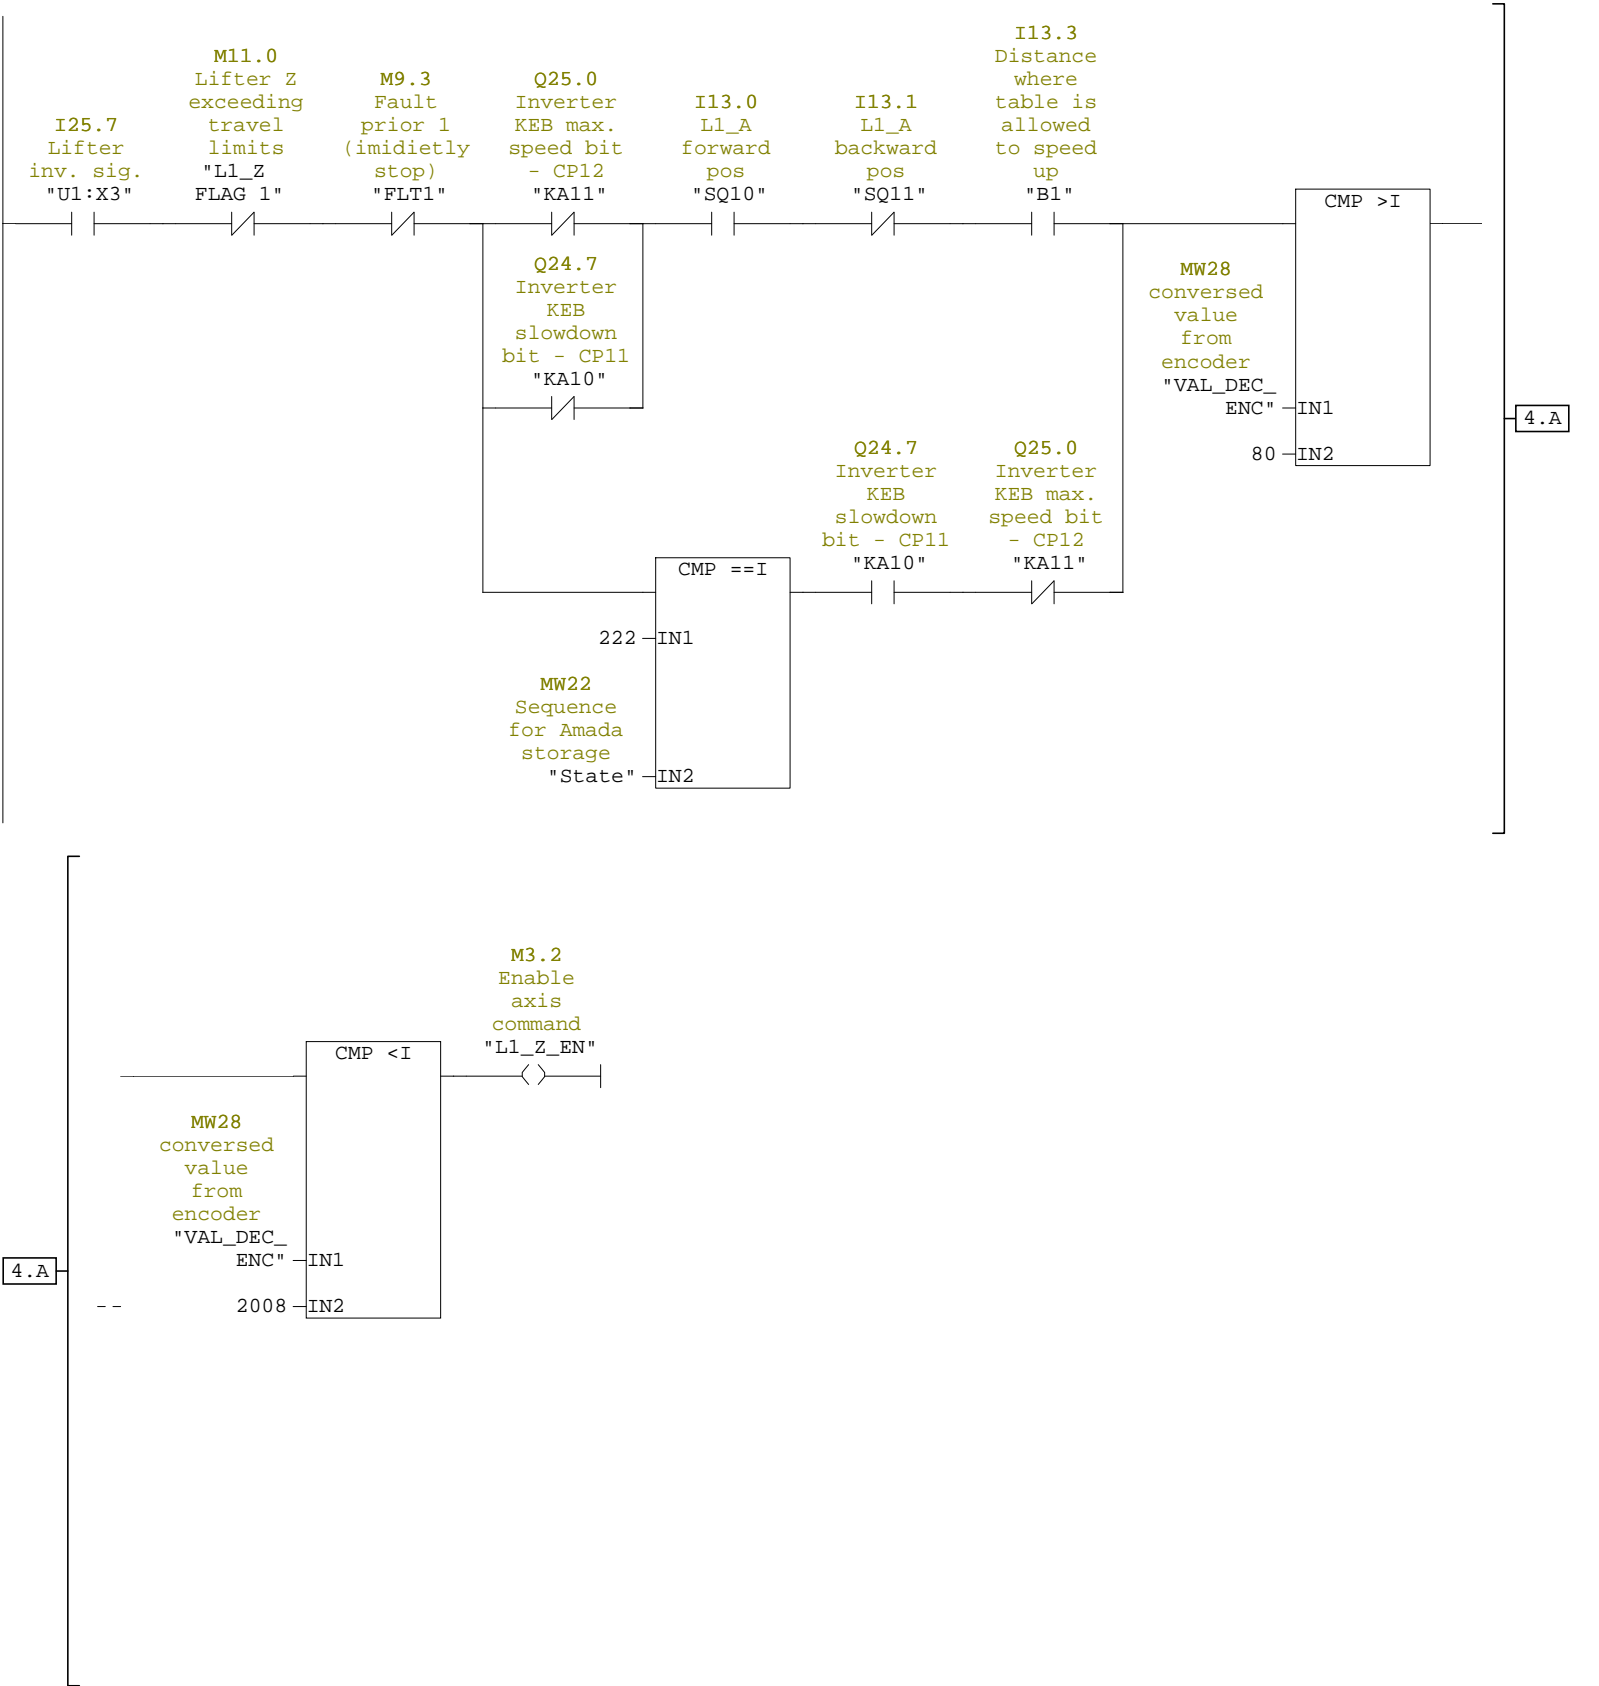 I25.7
Lifter
inv. sig.
"U1:X3"
M11.0
Lifter Z
exceeding
travel
limits
"L1_Z
FLAG 1"
M9.3
Fault
prior 1
(imidietly
stop)
"FLT1"
Q25.0
Inverter
KEB max.
speed bit
- CP12
"KA11"
I13.0
L1_A
forward
pos
"SQ10"
I13.1
L1_A
backward
pos
"SQ11"
I13.3
Distance
where
table is
allowed
to speed
up
"B1"
CMP >I
MW28
conversed
value
from
encoder
"VAL_DEC_
ENC"
IN1
80
IN2
4.A
Q24.7
Inverter
KEB
slowdown
bit - CP11
"KA10"
CMP ==I
222
IN1
MW22
Sequence
for Amada
storage
"State"
IN2
Q24.7
Inverter
KEB
slowdown
bit - CP11
"KA10"
Q25.0
Inverter
KEB max.
speed bit
- CP12
"KA11"
4.A
CMP <I
MW28
conversed
value
from
encoder
"VAL_DEC_
ENC"
IN1
--
2008
IN2
M3.2
Enable
axis
command
"L1_Z_EN"